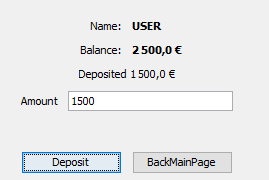 Name: USER
Balance: 2 500,0 €
Deposited 1 500,0 €
Amount 1500
Deposit BackMainPage